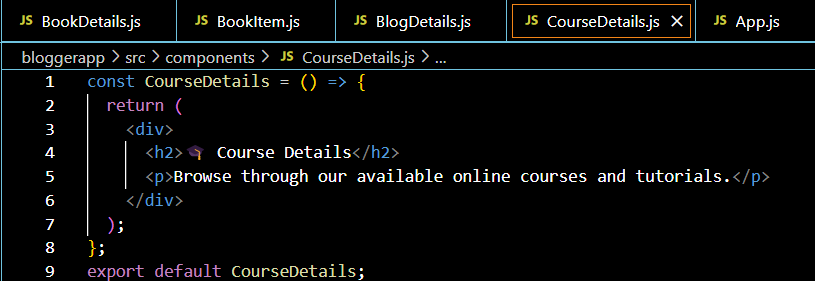 JS BookDetails.js JS BookItem.js JS BlogDetails.js JS CourseDetails.js × JS App.js
bloggerapp > src > components > JS CourseDetails.js > ...
1 const CourseDetails = () => {
2 return (
3 <div>
4 <h2>🎓 Course Details</h2>
5 <p>Browse through our available online courses and tutorials.</p>
6 </div>
7 );
8 };
9 export default CourseDetails;